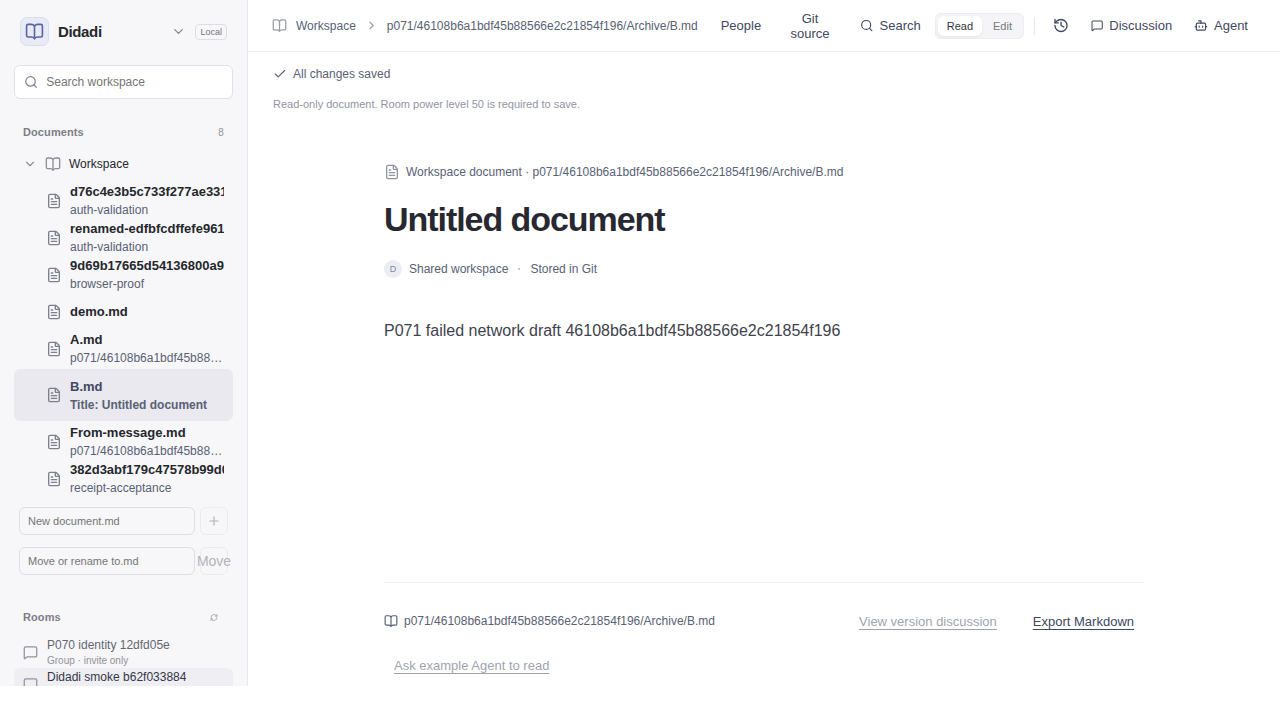 Didadi
Local
Search workspace
Documents 8
Workspace
d76c4e3b5c733f277ae331
auth-validation
renamed-edfbfcdffefe961
auth-validation
9d69b17665d54136800a9
browser-proof
demo.md
A.md
p071/46108b6a1bdf45b88…
B.md
Title: Untitled document
From-message.md
p071/46108b6a1bdf45b88…
382d3abf179c47578b99d
receipt-acceptance
New document.md
Move or rename to.md
Move
Rooms
P070 identity 12dfd05e
Group · invite only
Didadi smoke b62f033884
Workspace
p071/46108b6a1bdf45b88566e2c21854f196/Archive/B.md
People
Git source
Search
Read
Edit
Discussion
Agent
All changes saved
Read-only document. Room power level 50 is required to save.
Workspace document · p071/46108b6a1bdf45b88566e2c21854f196/Archive/B.md
Untitled document
D Shared workspace · Stored in Git
P071 failed network draft 46108b6a1bdf45b88566e2c21854f196
p071/46108b6a1bdf45b88566e2c21854f196/Archive/B.md
View version discussion
Export Markdown
Ask example Agent to read